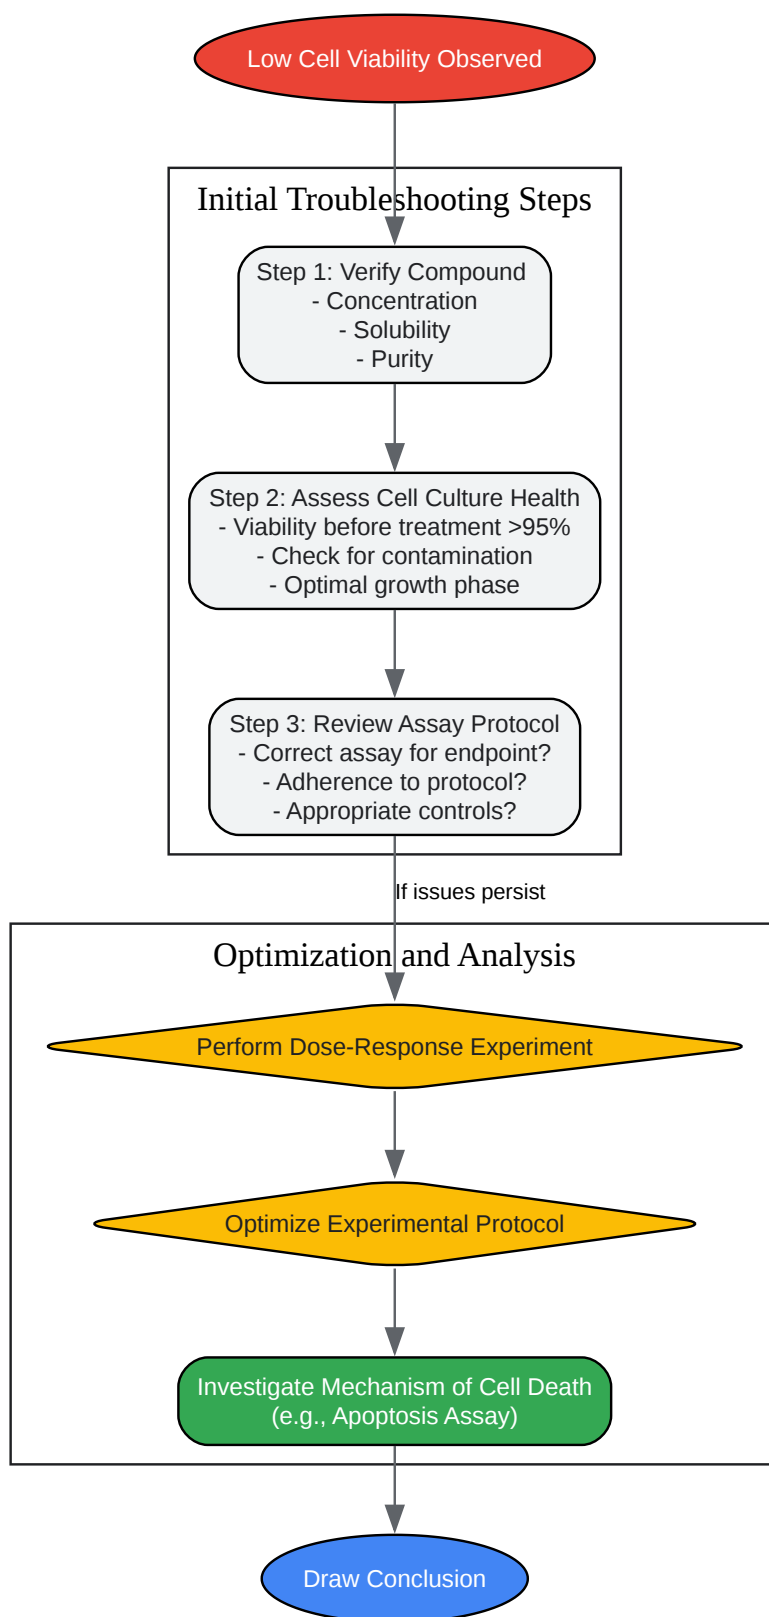 Low Cell Viability Observed
Initial Troubleshooting Steps
Step 1: Verify Compound
- Concentration
- Solubility
- Purity
Step 2: Assess Cell Culture Health
- Viability before treatment >95%
- Check for contamination
- Optimal growth phase
Step 3: Review Assay Protocol
- Correct assay for endpoint?
- Adherence to protocol?
- Appropriate controls?
If issues persist
Optimization and Analysis
Perform Dose-Response Experiment
Optimize Experimental Protocol
Investigate Mechanism of Cell Death
(e.g., Apoptosis Assay)
Draw Conclusion